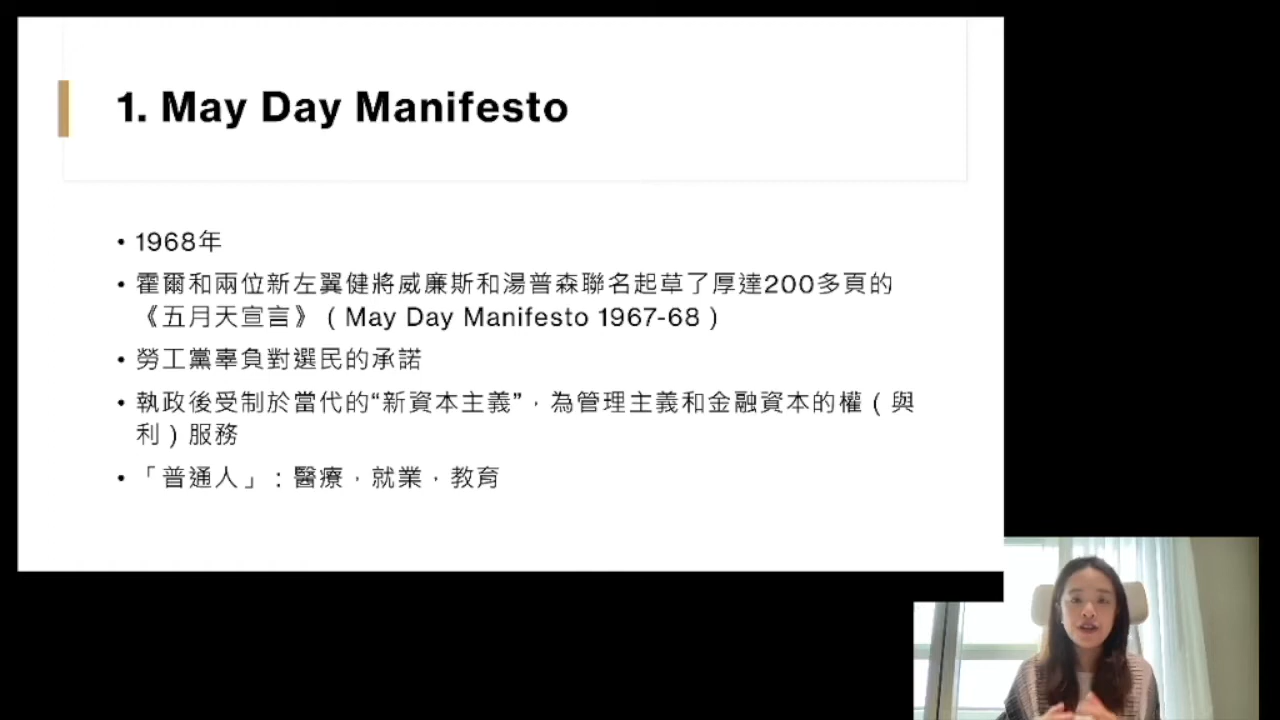 1. May Day Manifesto
• 1968年
• 霍爾和兩位新左翼健將威廉斯和湯普森聯名起草了厚達200多頁的
《五月天宣言》（May Day Manifesto 1967-68）
• 勞工黨辜負對選民的承諾
• 執政後受制於當代的“新資本主義”，為管理主義和金融資本的權（與
利）服務
• 「普通人」：醫療，就業，教育